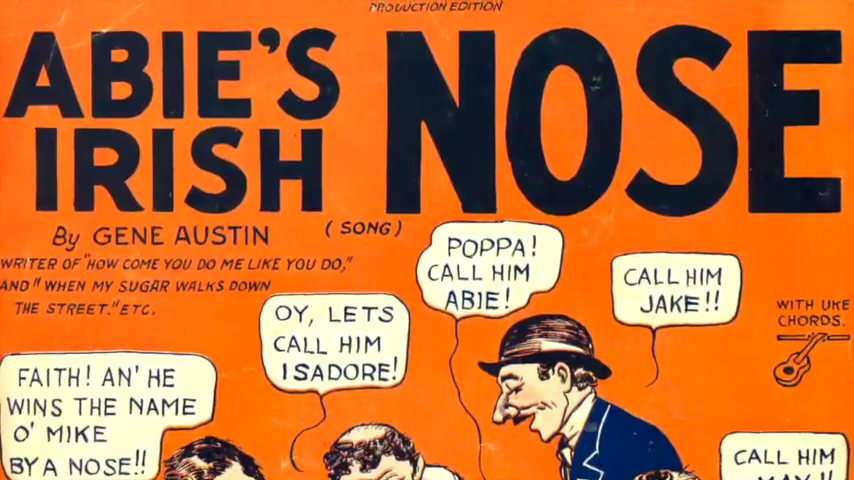 PRODUCTION EDITION
ABIE'S
IRISH
NOSE
By GENE AUSTIN
(SONG)
WRITER OF "HOW COME YOU DO ME LIKE YOU DO,"
AND "WHEN MY SUGAR WALKS DOWN
THE STREET." ETC.
POPPA!
CALL HIM
ABIE!
CALL HIM
JAKE!!
OY, LETS
CALL HIM
ISADORE!
WITH UKE
CHORDS.
FAITH! AN' HE
WINS THE NAME
O' MIKE
BY A NOSE!!
CALL HIM